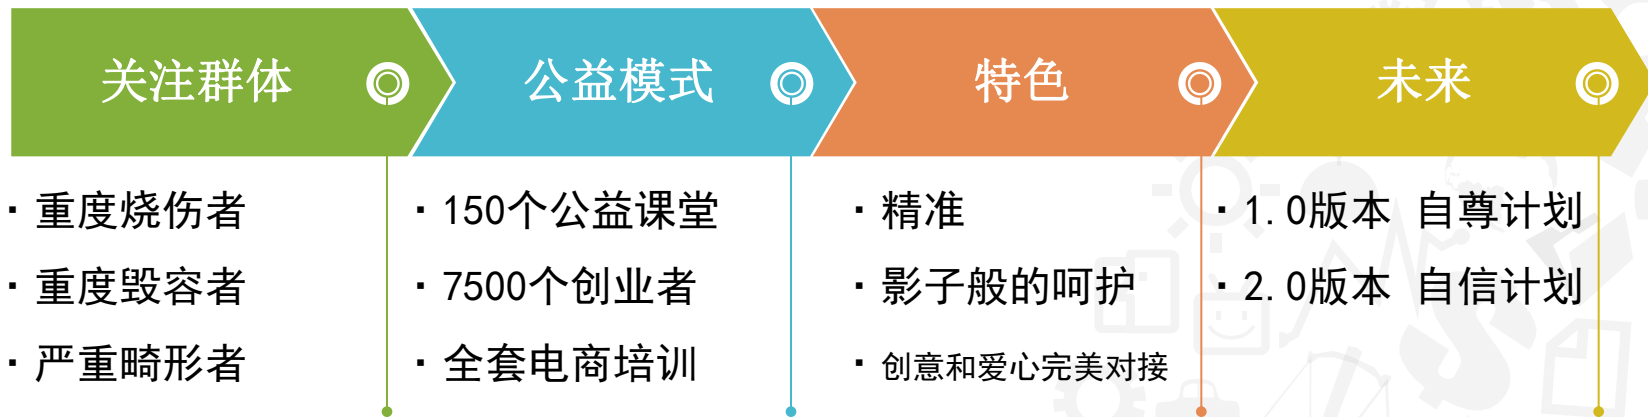 关注群体
公益模式
特色
未来
· 重度烧伤者
· 重度毁容者
· 严重畸形者
· 150个公益课堂
· 7500个创业者
· 全套电商培训
· 精准
· 影子般的呵护
· 创意和爱心完美对接
· 1.0版本 自尊计划
· 2.0版本 自信计划